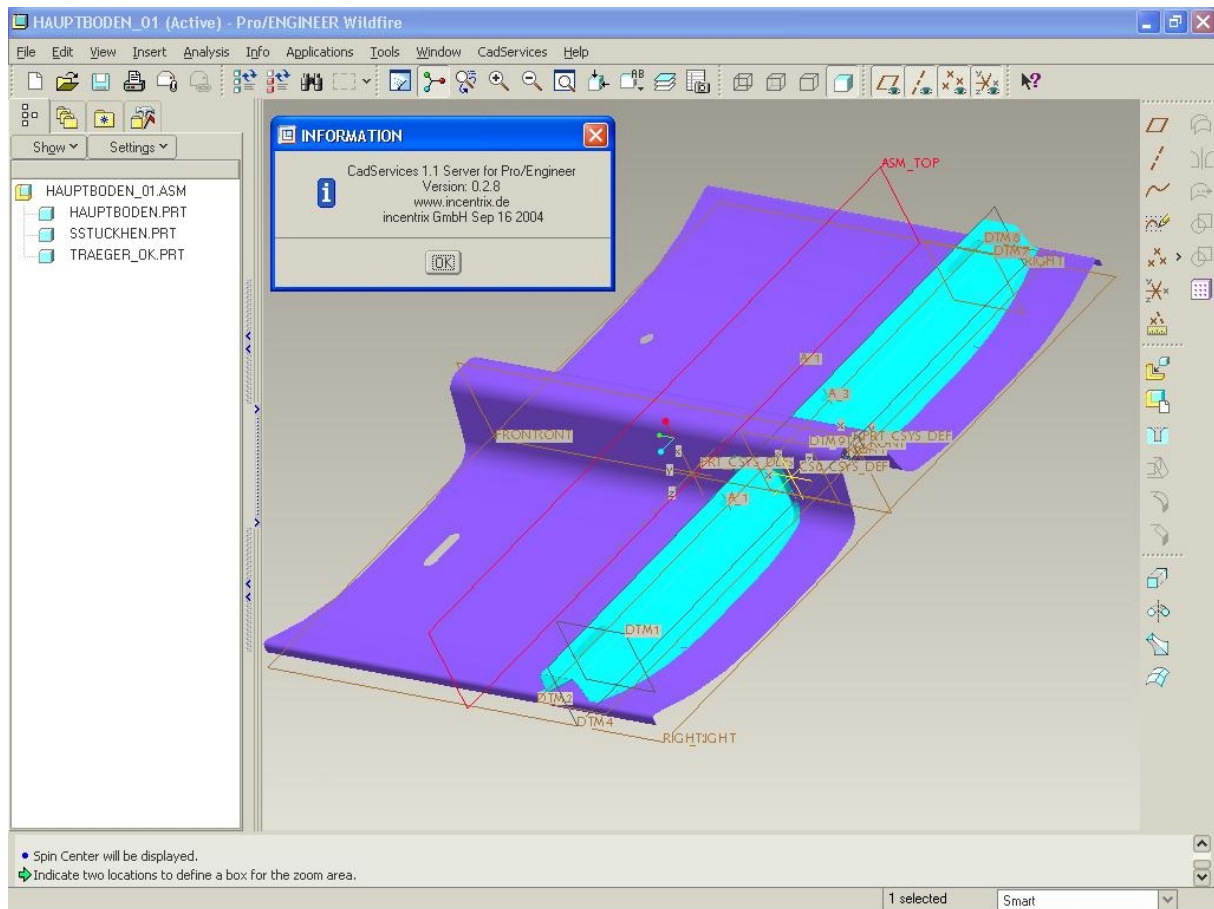 HAUPTBODEN_01 (Active) - Pro/ENGINEER Wildfire
File Edit View Insert Analysis Info Applications Tools Window CadServices Help
Show Settings
HAUPTBODEN_01.ASM
HAUPTBODEN.PRT
SSTUCKHEN.PRT
TRAEGER_OK.PRT
INFORMATION
CadServices 1.1 Server for Pro/Engineer
Version: 0.2.8
www.incentrix.de
incentrix GmbH Sep 16 2004
OK
ASM_TOP
DTM8
DTM7
RIGHT
A_1
A_3
DTM9
PRT_CSYS_DEF
CS0
CSYS_DEF
A_1
DTM1
DTM2
DTM4
• Spin Center will be displayed.
Indicate two locations to define a box for the zoom area.
1 selected Smart